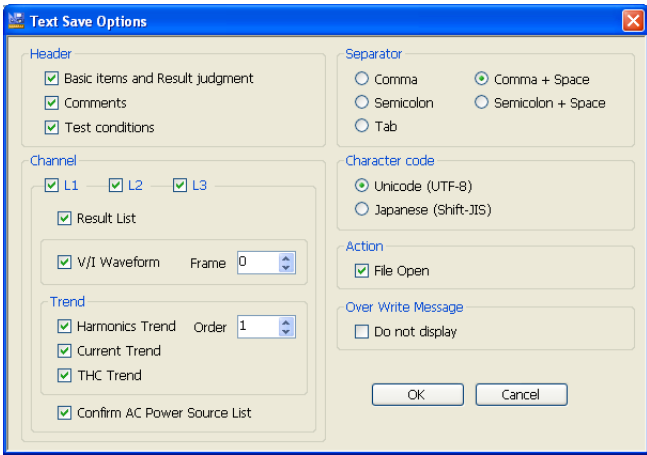 Text Save Options
Header
Basic items and Result judgment
Comments
Test conditions
Channel
L1 L2 L3
Result List
V/I Waveform Frame 0
Trend
Harmonics Trend Order 1
Current Trend
THC Trend
Confirm AC Power Source List
Separator
Comma Comma + Space
Semicolon Semicolon + Space
Tab
Character code
Unicode (UTF-8)
Japanese (Shift-JIS)
Action
File Open
Over Write Message
Do not display
OK Cancel